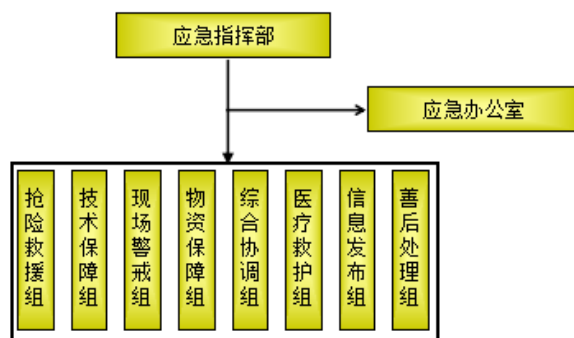 应急指挥部
应急办公室
抢险救援组
技术保障组
现场警戒组
物资保障组
综合协调组
医疗救护组
信息发布组
善后处理组